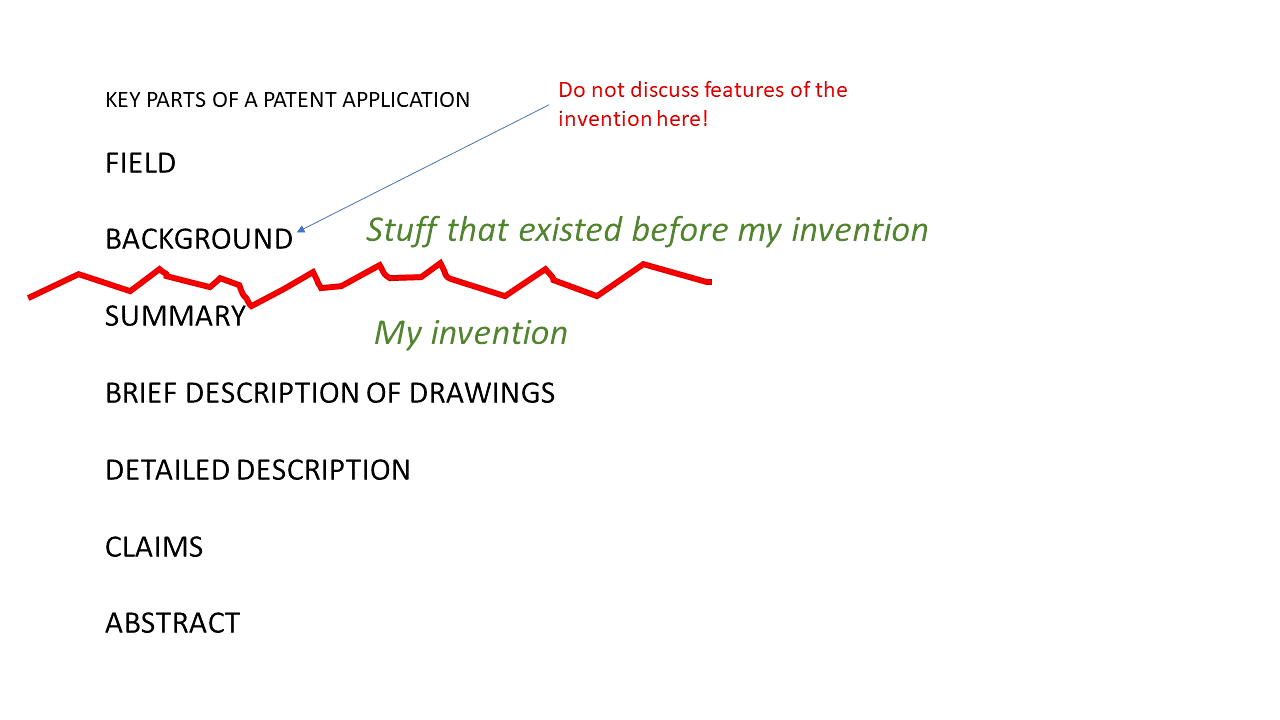 KEY PARTS OF A PATENT APPLICATION
Do not discuss features of the
invention here!
FIELD
BACKGROUND
Stuff that existed before my invention
SUMMARY
My invention
BRIEF DESCRIPTION OF DRAWINGS
DETAILED DESCRIPTION
CLAIMS
ABSTRACT